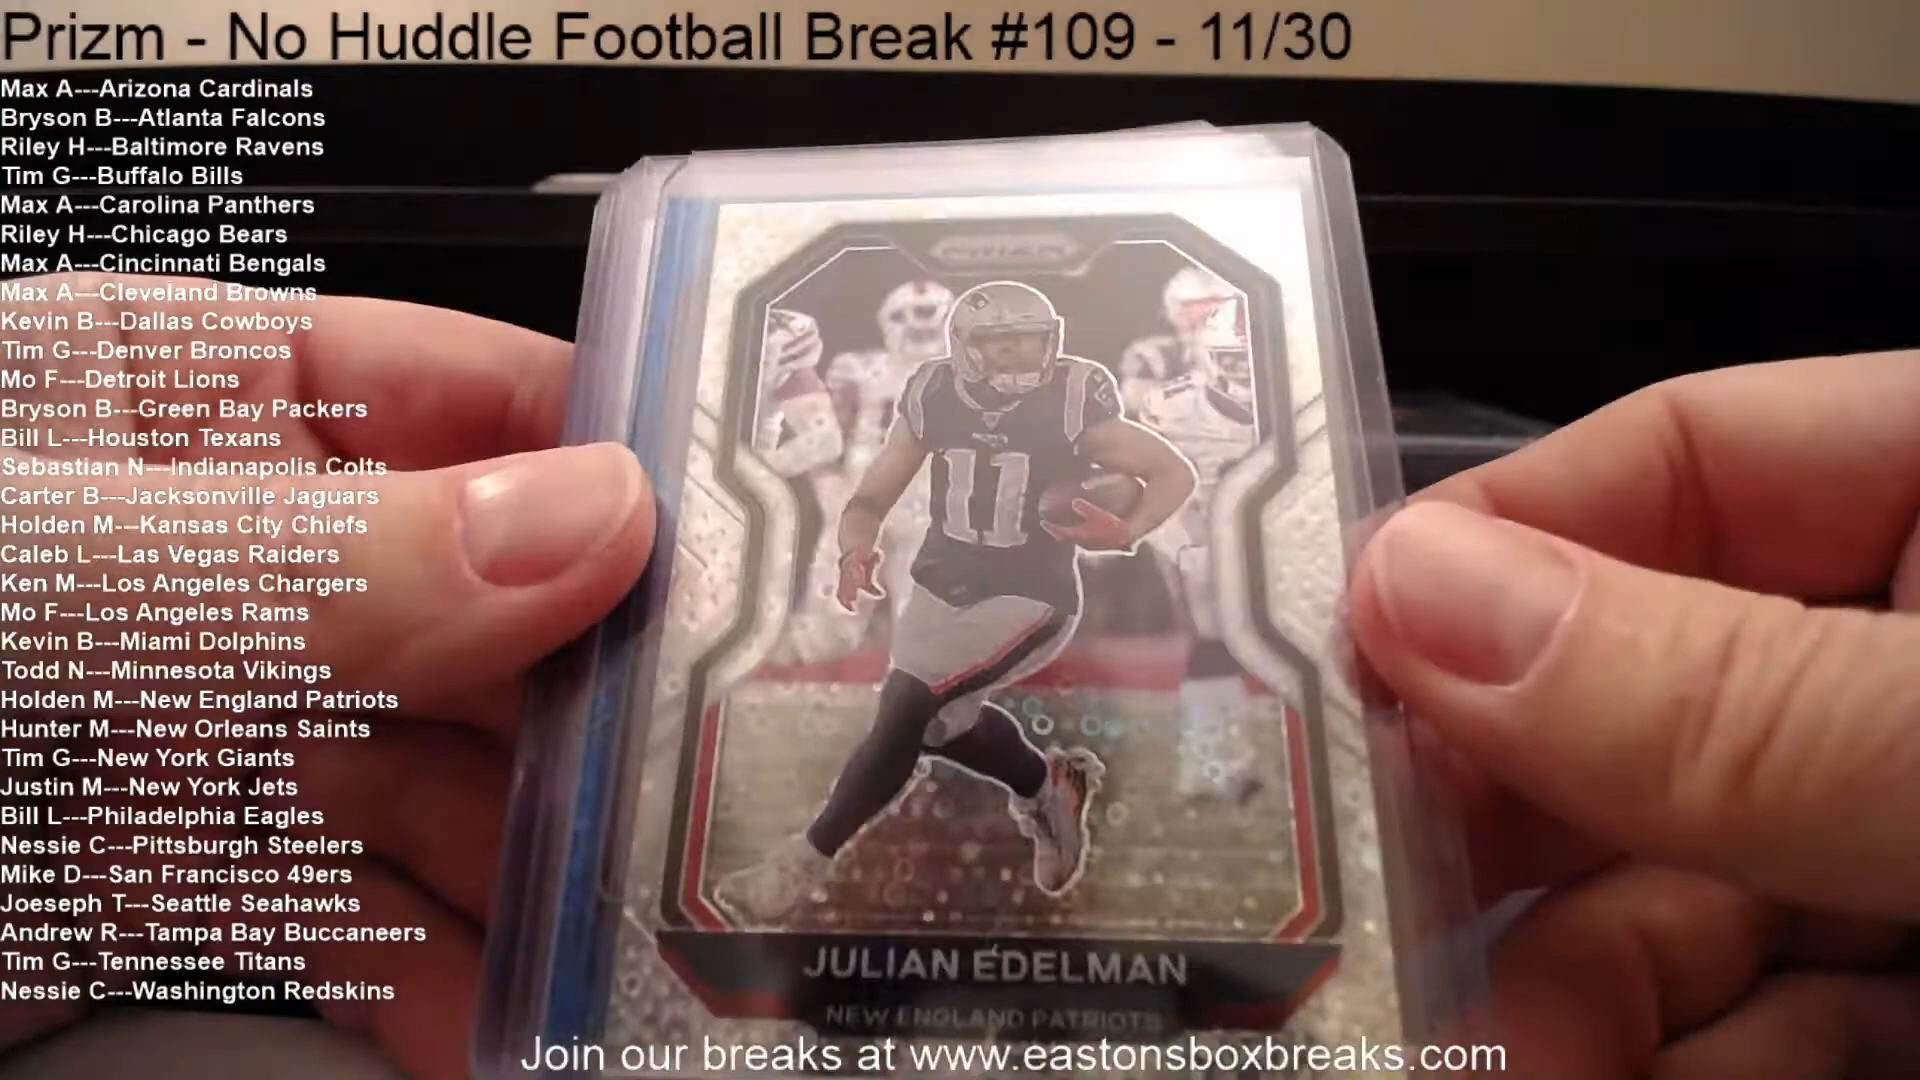 Prizm - No Huddle Football Break #109 - 11/30
Max A---Arizona Cardinals
Bryson B---Atlanta Falcons
Riley H---Baltimore Ravens
Tim G---Buffalo Bills
Max A---Carolina Panthers
Riley H---Chicago Bears
Max A---Cincinnati Bengals
Max A---Cleveland Browns
Kevin B---Dallas Cowboys
Tim G---Denver Broncos
Mo F---Detroit Lions
Bryson B---Green Bay Packers
Bill L---Houston Texans
Sebastian N---Indianapolis Colts
Carter B---Jacksonville Jaguars
Holden M---Kansas City Chiefs
Caleb L---Las Vegas Raiders
Ken M---Los Angeles Chargers
Mo F---Los Angeles Rams
Kevin B---Miami Dolphins
Todd N---Minnesota Vikings
Holden M---New England Patriots
Hunter M---New Orleans Saints
Tim G---New York Giants
Justin M---New York Jets
Bill L---Philadelphia Eagles
Nessie C---Pittsburgh Steelers
Mike D---San Francisco 49ers
Joeseph T---Seattle Seahawks
Andrew R---Tampa Bay Buccaneers
Tim G---Tennessee Titans
Nessie C---Washington Redskins
PRIZM
11
JULIAN EDELMAN
NEW ENGLAND PATRIOTS
Join our breaks at www.eastonsboxbreaks.com